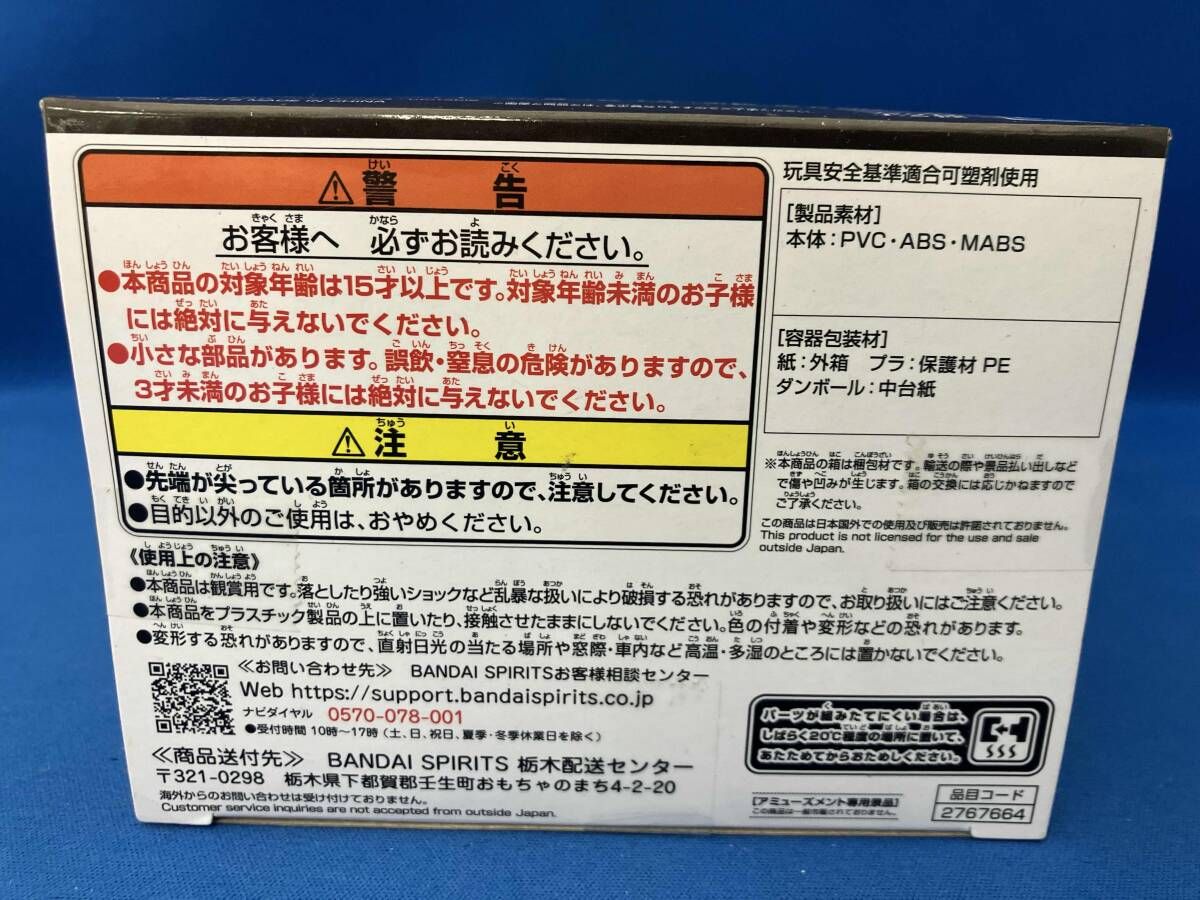 MADE IN CHINA
⚠警告
お客様へ 必ずお読みください。
●本商品の対象年齢は15才以上です。対象年齢未満のお子様
には絶対に与えないでください。
●小さな部品があります。誤飲・窒息の危険がありますので、
3才未満のお子様には絶対に与えないでください。
⚠注意
●先端が尖っている箇所がありますので、注意してください。
●目的以外のご使用は、おやめください。
玩具安全基準適合可塑剤使用
[製品素材]
本体:PVC・ABS・MABS
[容器包装材]
紙:外箱 プラ:保護材 PE
ダンボール:中台紙
※本商品の箱は梱包材です。輸送の際や景品払い出しなど
で傷や凹みが生じます。箱の交換には応じかねますので
ご了承ください。
この商品は日本国外での使用及び販売は許諾されておりません。
This product is not licensed for the use and sale
outside Japan.
《使用上の注意》
●本商品は観賞用です。落としたり強いショックなど乱暴な扱いにより破損する恐れがありますので、お取り扱いにはご注意ください。
●本商品をプラスチック製品の上に置いたり、接触させたままにしないでください。色の付着や変形などの恐れがあります。
●変形する恐れがありますので、直射日光の当たる場所や窓際・車内など高温・多湿のところには置かないでください。
≪お問い合わせ先≫ BANDAI SPIRITSお客様相談センター
Web https://support.bandaispirits.co.jp
ナビダイヤル 0570-078-001
●受付時間 10時〜17時(土、日、祝日、夏季・冬季休業日を除く)
≪商品送付先≫ BANDAI SPIRITS 栃木配送センター
〒321-0298 栃木県下都賀郡壬生町おもちゃのまち4-2-20
海外からのお問い合わせは受け付けておりません。
Customer service inquiries are not accepted from outside Japan.
パーツが組みたてにくい場合は、
しばらく20℃程度の場所に置いて、
あたためてからお楽しみください。
[アミューズメント専用景品]
この商品は一般市販されておりません。
品目コード
2767664